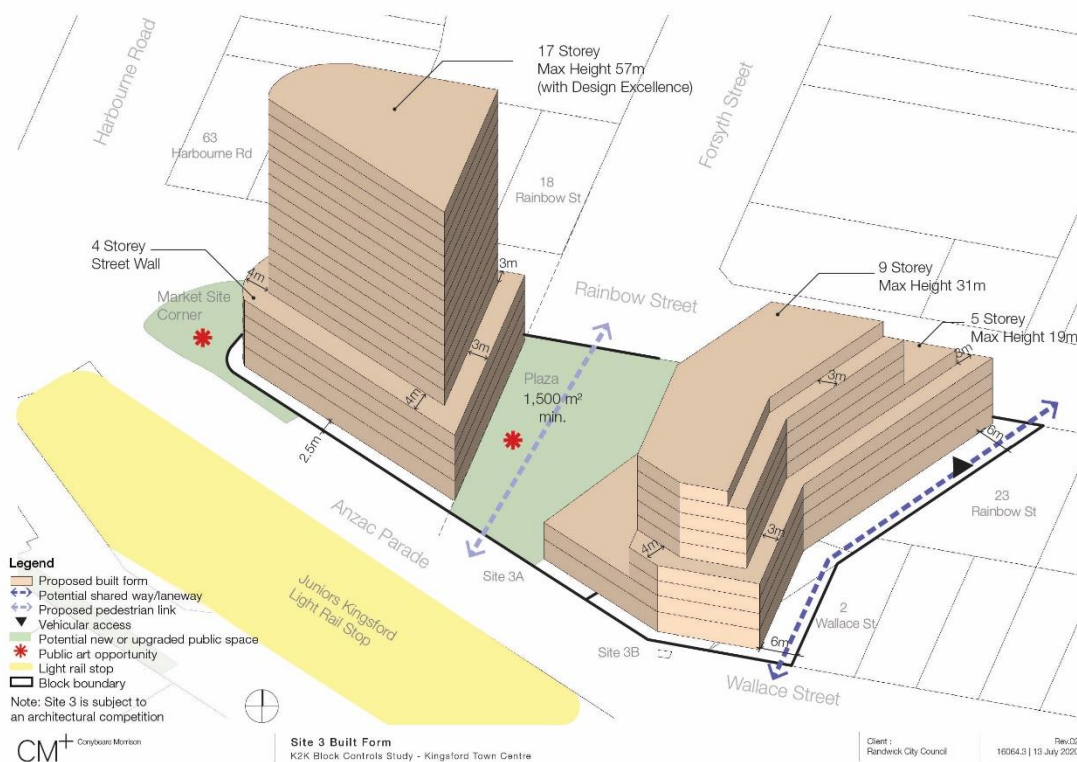 Harbourne Road
17 Storey
Max Height 57m
(with Design Excellence)
Forsyth Street
63
Harbourne Rd
18
Rainbow St
4 Storey
Street Wall
4m
3m
Market Site
Corner
Rainbow Street
9 Storey
Max Height 31m
5 Storey
Max Height 19m
3m
3m
3m
4m
Plaza
1,500 m²
min.
2.5m
6m
23
Rainbow St
Anzac Parade
3m
4m
Site 3A
Juniors Kingsford
Light Rail Stop
2
Wallace St
Site 3B
6m
Wallace Street
Legend
Proposed built form
Potential shared way/laneway
Proposed pedestrian link
Vehicular access
Potential new or upgraded public space
Public art opportunity
Light rail stop
Block boundary
Note: Site 3 is subject to
an architectural competition
CM+ Conybeare Morrison
Site 3 Built Form
K2K Block Controls Study - Kingsford Town Centre
Client :
Randwick City Council
Rev.02
16064.3 | 13 July 2020